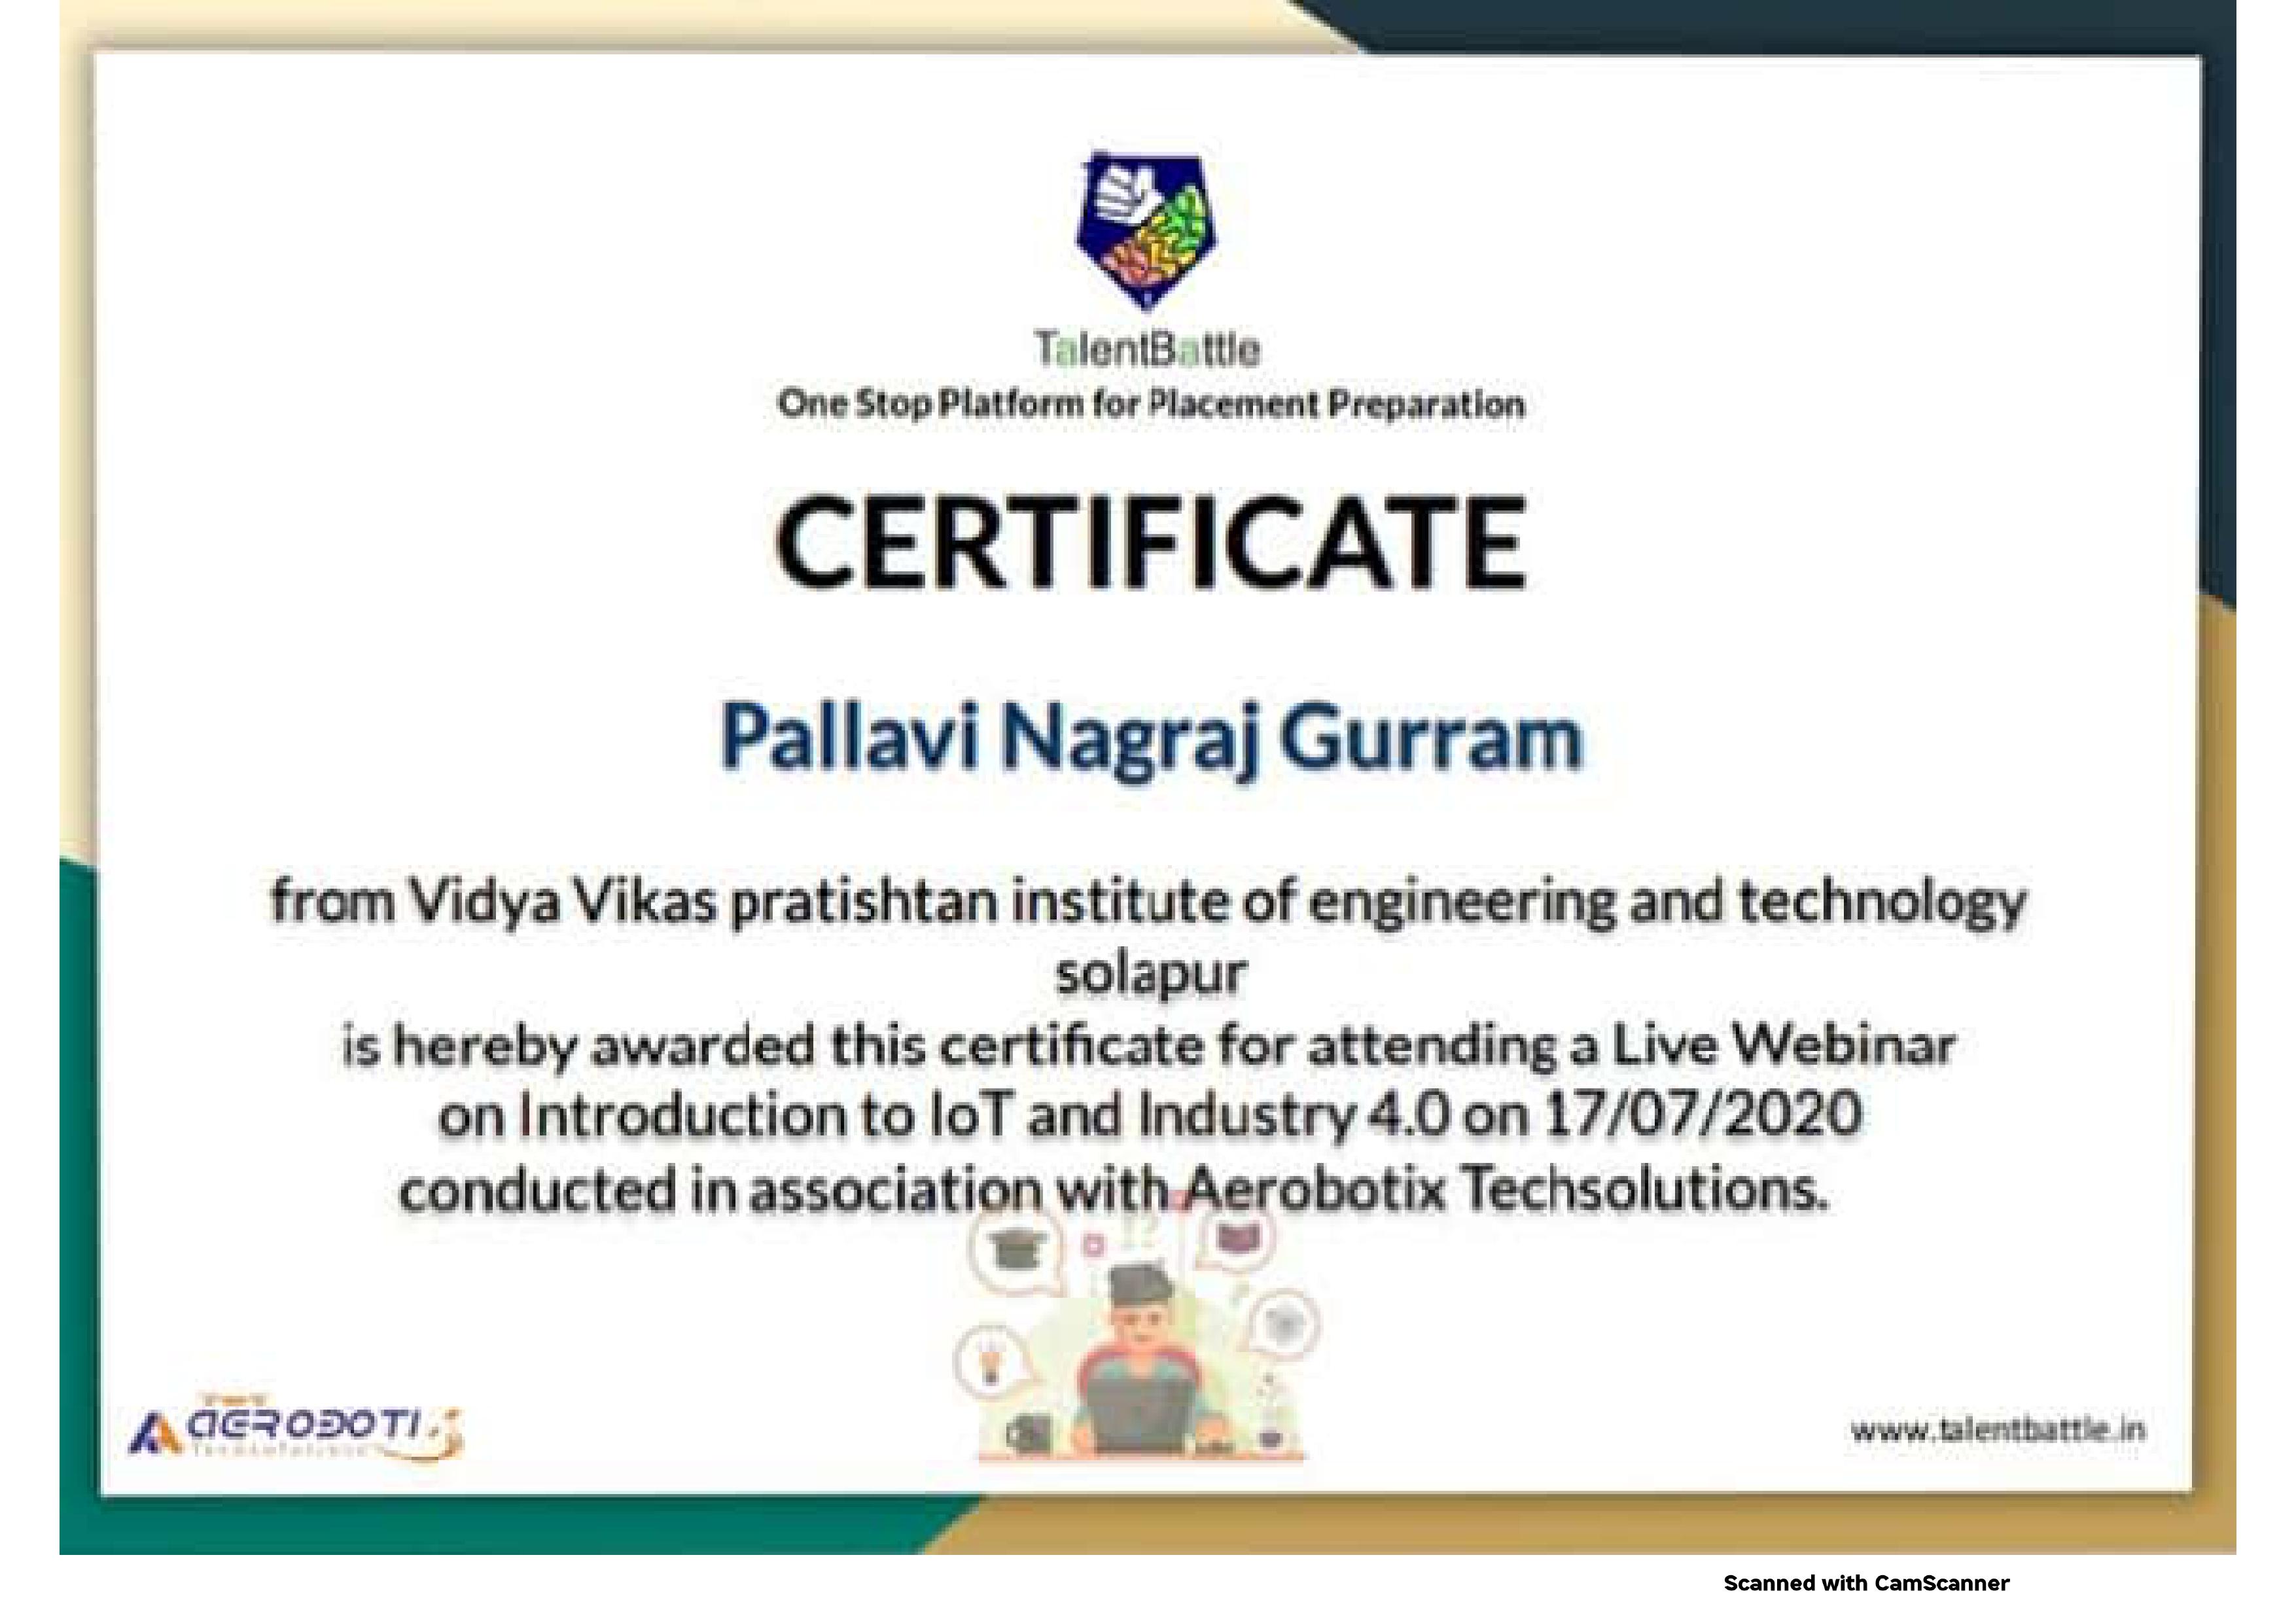 TalentBattle
One Stop Platform for Placement Preparation
CERTIFICATE
Pallavi Nagraj Gurram
from Vidya Vikas pratishtan institute of engineering and technology
solapur
is hereby awarded this certificate for attending a Live Webinar
on Introduction to IoT and Industry 4.0 on 17/07/2020
conducted in association with Aerobotix Techsolutions.
www.talentbattle.in
Scanned with CamScanner